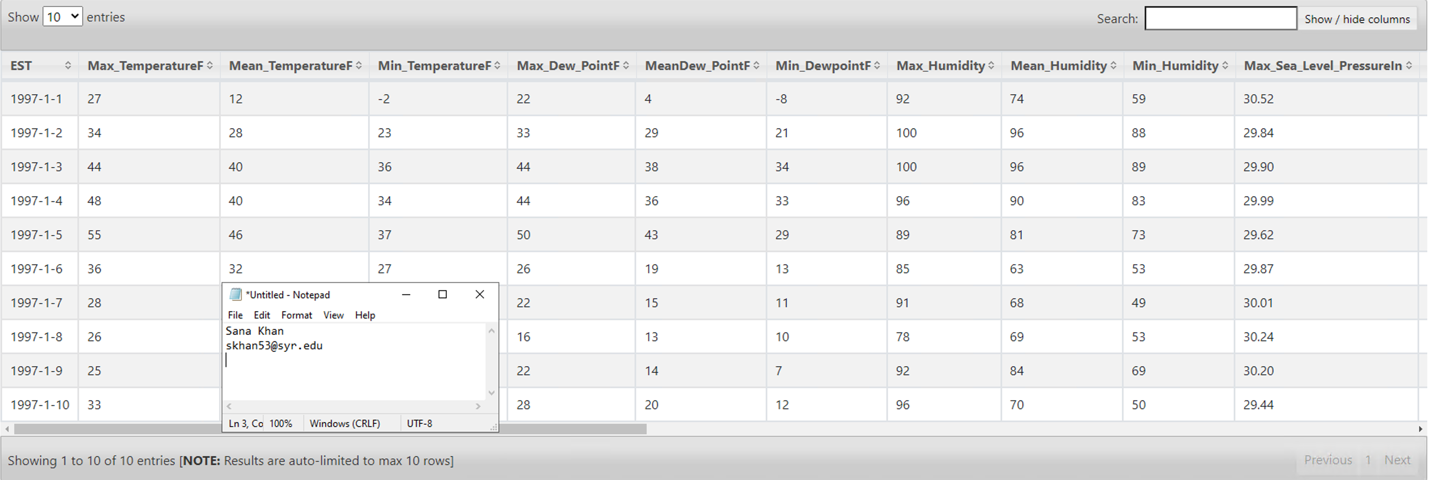 Show 10 entries Search: Show / hide columns
EST Max_TemperatureF Mean_TemperatureF Min_TemperatureF Max_Dew_PointF MeanDew_PointF Min_DewpointF Max_Humidity Mean_Humidity Min_Humidity Max_Sea_Level_PressureIn
1997-1-1 27 12 -2 22 4 -8 92 74 59 30.52
1997-1-2 34 28 23 33 29 21 100 96 88 29.84
1997-1-3 44 40 36 44 38 34 100 96 89 29.90
1997-1-4 48 40 34 44 36 33 96 90 83 29.99
1997-1-5 55 46 37 50 43 29 89 81 73 29.62
1997-1-6 36 32 27 26 19 13 85 63 53 29.87
1997-1-7 28 22 15 11 91 68 49 30.01
1997-1-8 26 16 13 10 78 69 53 30.24
1997-1-9 25 22 14 7 92 84 69 30.20
1997-1-10 33 28 20 12 96 70 50 29.44
*Untitled - Notepad
File Edit Format View Help
Sana Khan
skhan53@syr.edu
Ln 3, Co 100% Windows (CRLF) UTF-8
Showing 1 to 10 of 10 entries [NOTE: Results are auto-limited to max 10 rows] Previous 1 Next